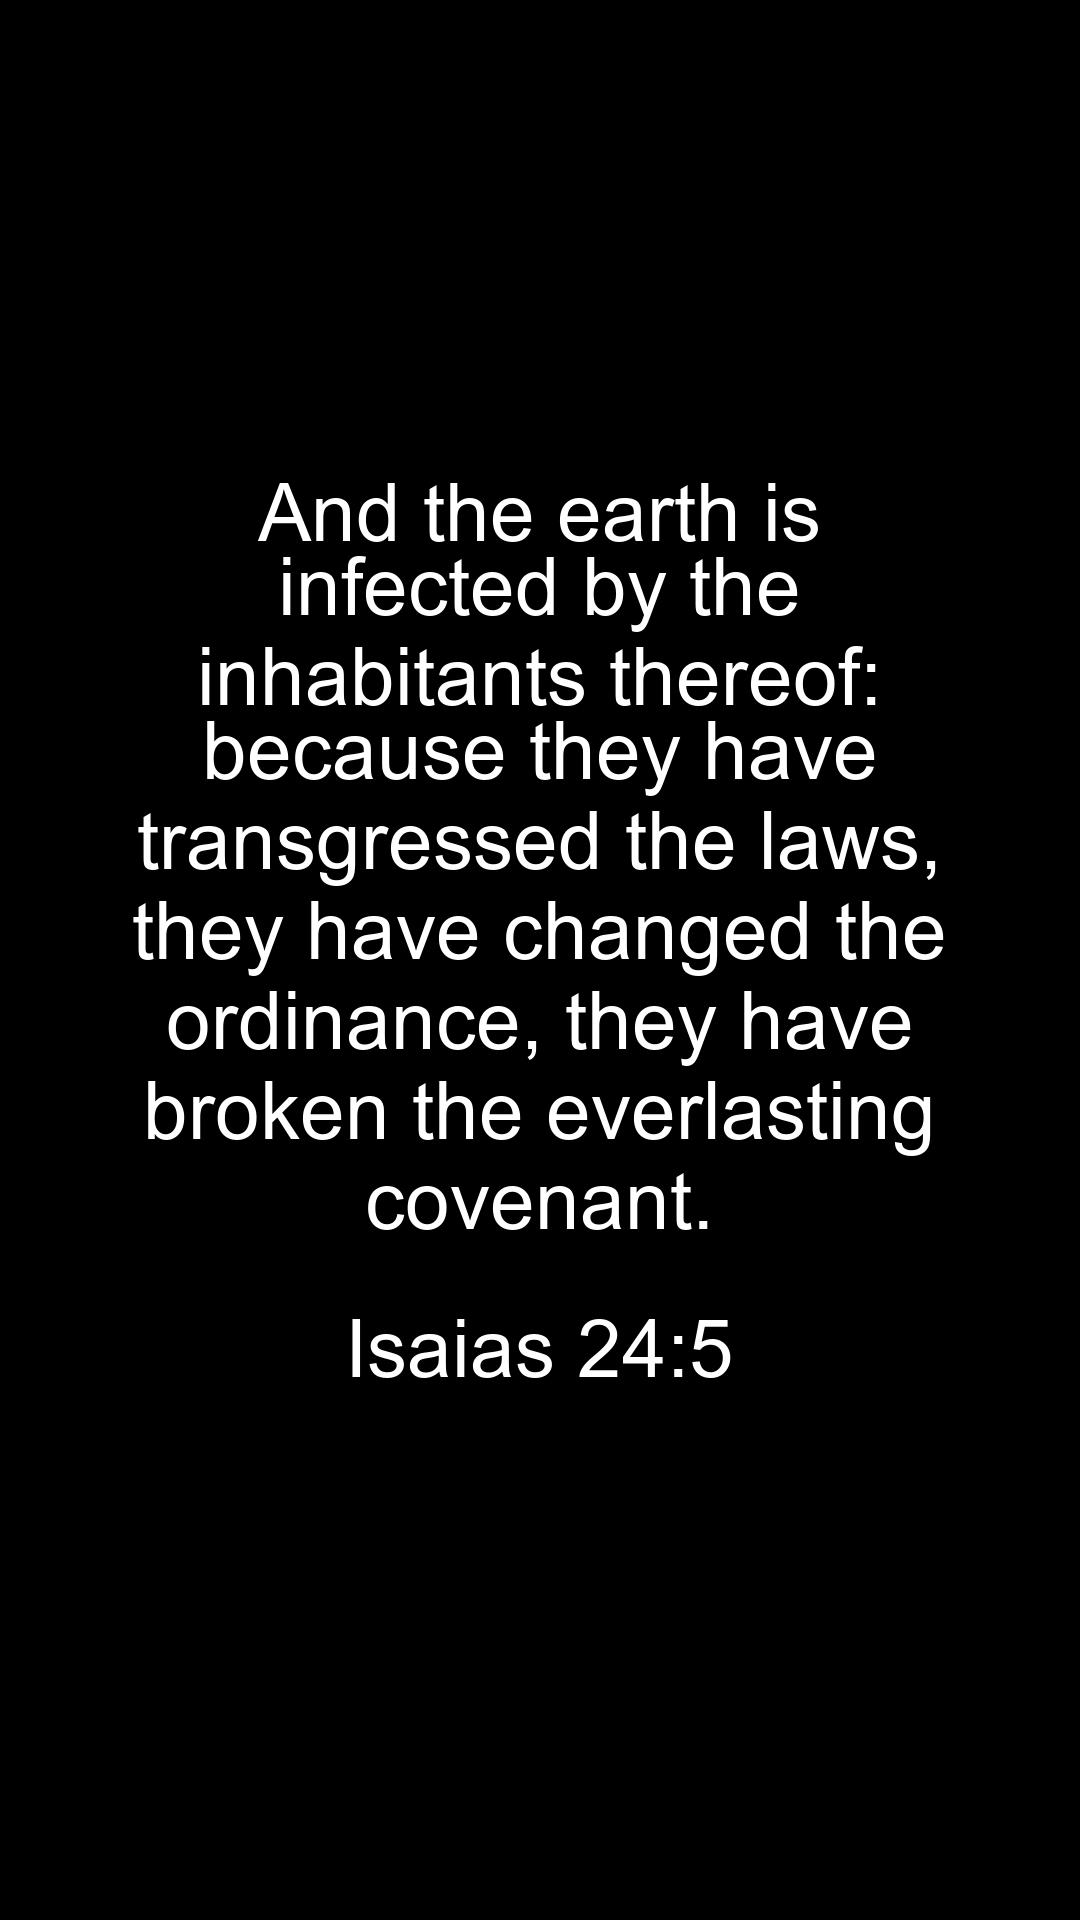 And the earth is
infected by the
inhabitants thereof:
because they have
transgressed the laws,
they have changed the
ordinance, they have
broken the everlasting
covenant.
Isaias 24:5